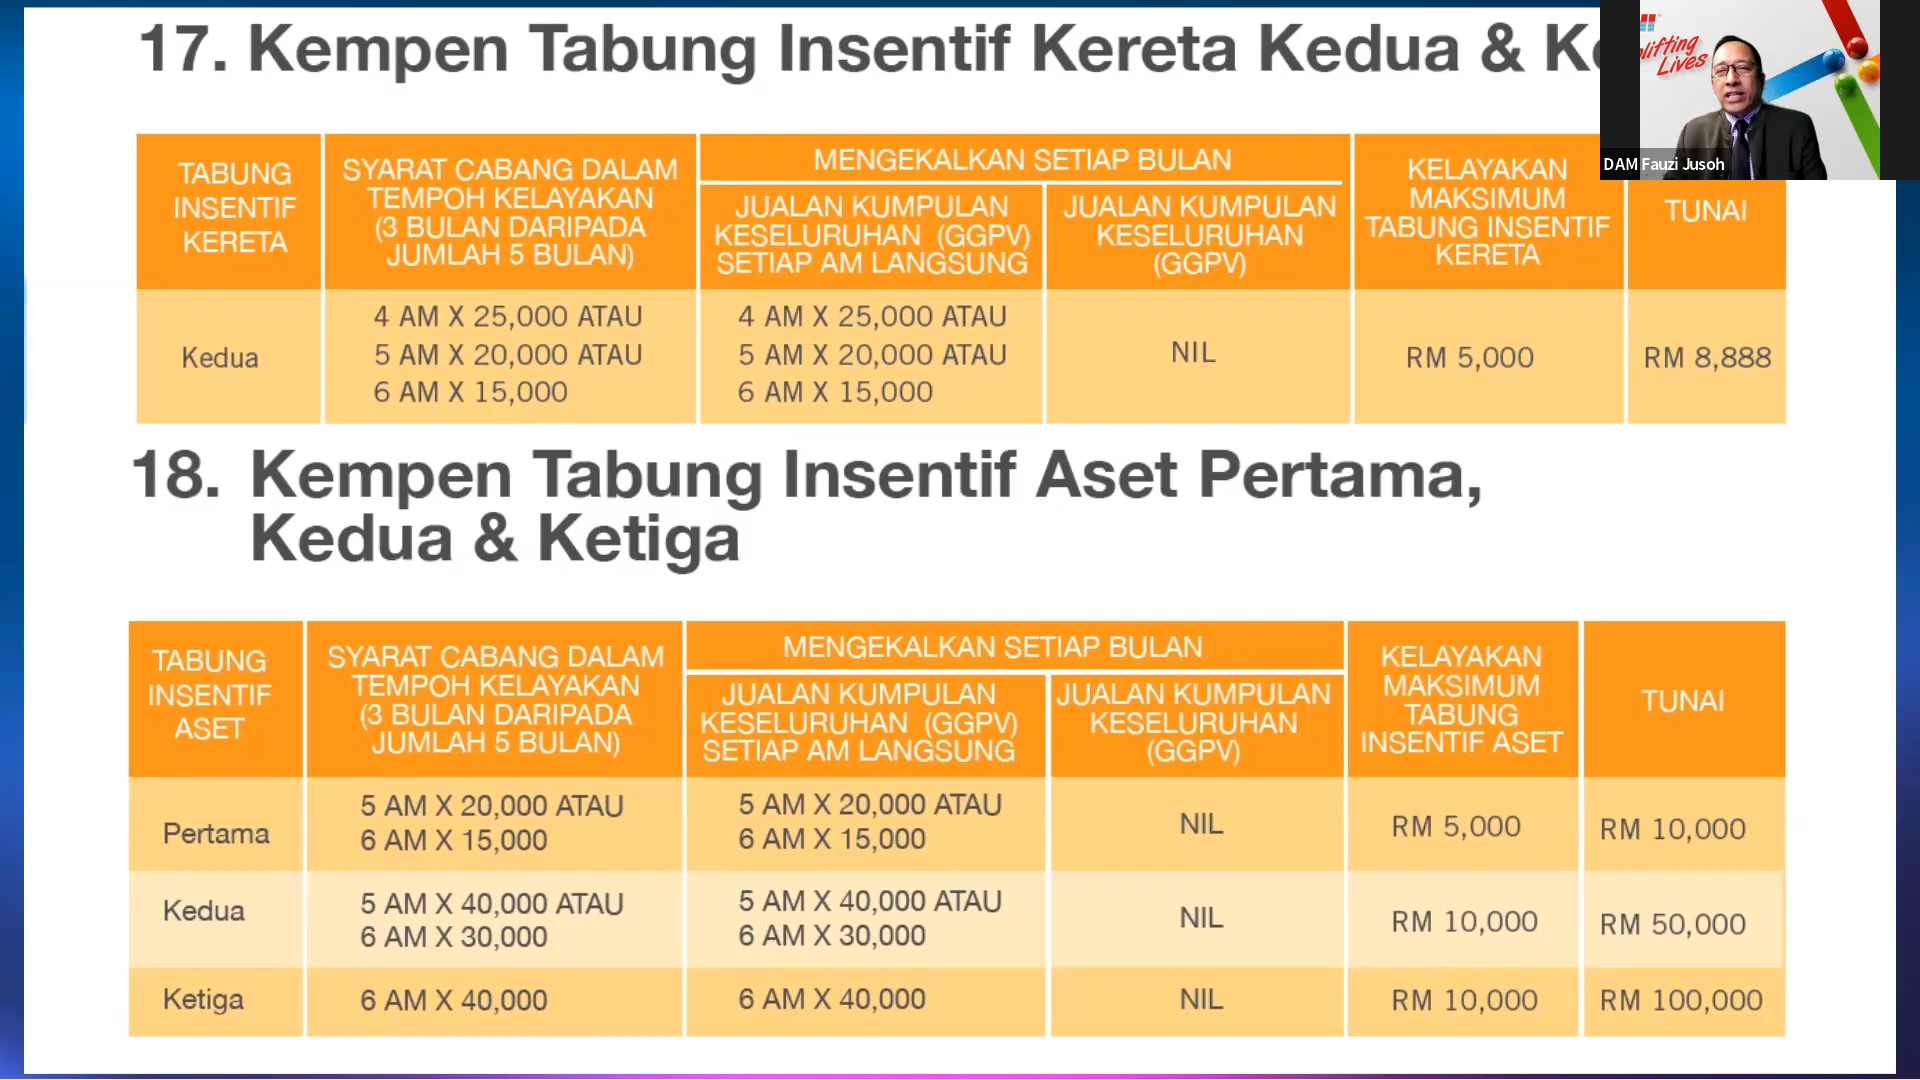 17. Kempen Tabung Insentif Kereta Kedua &
TABUNG
INSENTIF
KERETA
SYARAT CABANG DALAM
TEMPOH KELAYAKAN
(3 BULAN DARIPADA
JUMLAH 5 BULAN)
MENGEKALKAN SETIAP BULAN
JUALAN KUMPULAN
KESELURUHAN (GGPV)
SETIAP AM LANGSUNG
JUALAN KUMPULAN
KESELURUHAN
(GGPV)
KELAYAKAN
MAKSIMUM
TABUNG INSENTIF
KERETA
TUNAI
Kedua
4 AM X 25,000 ATAU
5 AM X 20,000 ATAU
6 AM X 15,000
4 AM X 25,000 ATAU
5 AM X 20,000 ATAU
6 AM X 15,000
NIL
RM 5,000
RM 8,888
18. Kempen Tabung Insentif Aset Pertama,
Kedua & Ketiga
TABUNG
INSENTIF
ASET
SYARAT CABANG DALAM
TEMPOH KELAYAKAN
(3 BULAN DARIPADA
JUMLAH 5 BULAN)
MENGEKALKAN SETIAP BULAN
JUALAN KUMPULAN
KESELURUHAN (GGPV)
SETIAP AM LANGSUNG
JUALAN KUMPULAN
KESELURUHAN
(GGPV)
KELAYAKAN
MAKSIMUM
TABUNG
INSENTIF ASET
TUNAI
Pertama
5 AM X 20,000 ATAU
6 AM X 15,000
5 AM X 20,000 ATAU
6 AM X 15,000
NIL
RM 5,000
RM 10,000
Kedua
5 AM X 40,000 ATAU
6 AM X 30,000
5 AM X 40,000 ATAU
6 AM X 30,000
NIL
RM 10,000
RM 50,000
Ketiga
6 AM X 40,000
6 AM X 40,000
NIL
RM 10,000
RM 100,000
Lives
DAM Fauzi Jusoh